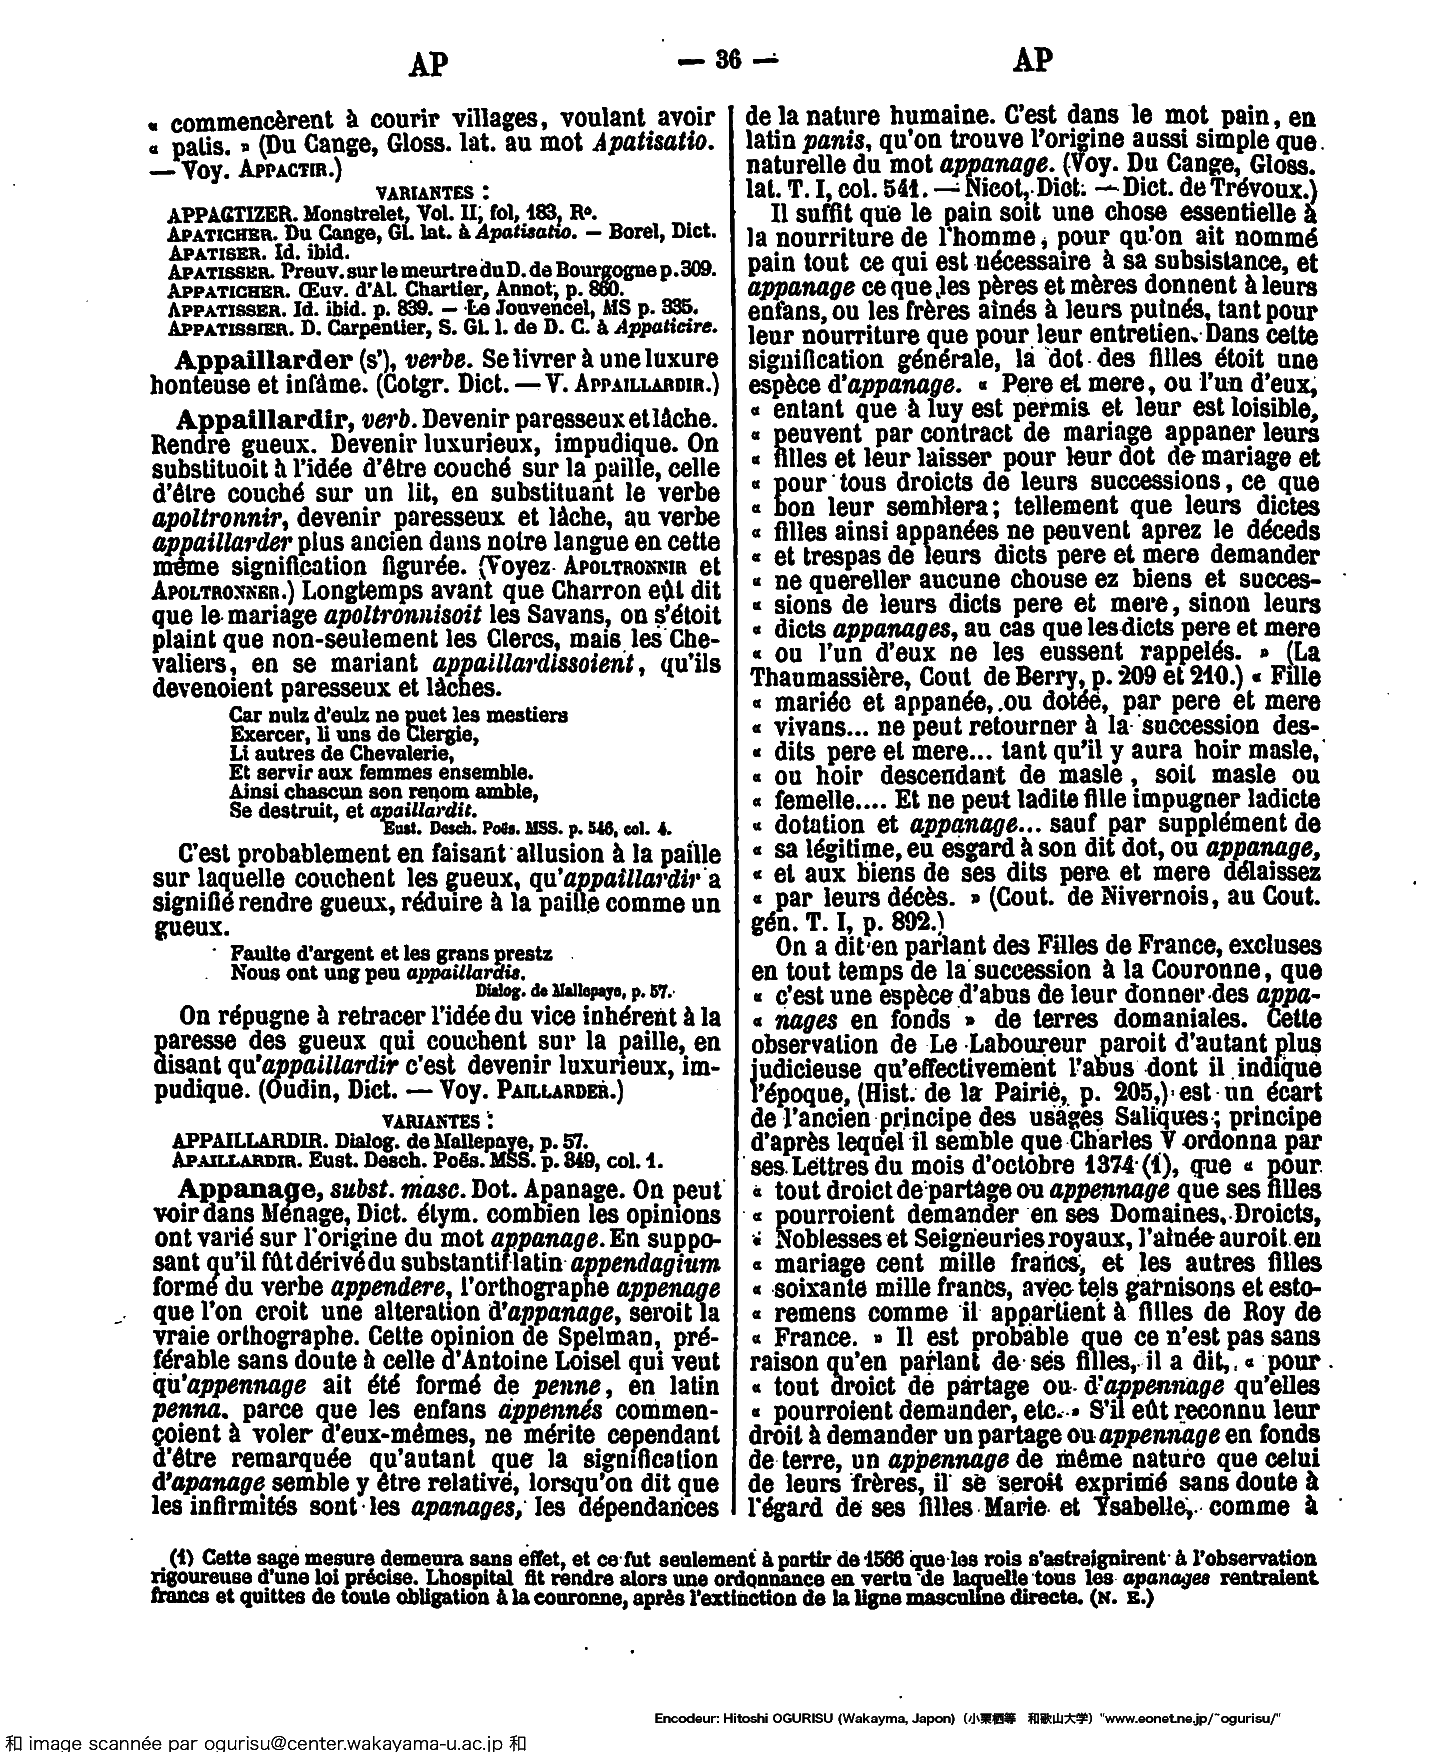 AP — 36 — AP
« commencèrent à courir villages, voulant avoir
« patis. » (Du Cange, Gloss. lat. au mot Apatisatio.
— Voy. APPACTIR.)
VARIANTES :
APPACTIZER. Monstrelet, Vol. II, fol, 183, R°.
APATICHER. Du Cange, Gl. lat. à Apatisatio. — Borel, Dict.
APATISER. Id. ibid.
APATISSER. Preuv. sur le meurtre du D. de Bourgogne p. 309.
APPATICHER. Œuv. d'Al. Chartier, Annot, p. 860.
APPATISSER. Id. ibid. p. 839. — Le Jouvencel, MS p. 335.
APPATISSIER. D. Carpentier, S. Gl. l. de D. C. à Appaticire.
Appaillarder (s'), verbe. Se livrer à une luxure
honteuse et infâme. (Cotgr. Dict. — V. APPAILLARDIR.)
Appaillardir, verb. Devenir paresseux et lâche.
Rendre gueux. Devenir luxurieux, impudique. On
substituoit à l'idée d'être couché sur la paille, celle
d'être couché sur un lit, en substituant le verbe
apoltronnir, devenir paresseux et lâche, au verbe
appaillarder plus ancien dans notre langue en cette
même signification figurée. (Voyez APOLTRONNIR et
APOLTRONNER.) Longtemps avant que Charron eût dit
que le mariage apoltronnisoit les Savans, on s'étoit
plaint que non-seulement les Clercs, mais les Che-
valiers, en se mariant appaillardissoient, qu'ils
devenoient paresseux et lâches.
Car nulz d'eulz ne puet les mestiers
Exercer, li uns de Clergie,
Li autres de Chevalerie,
Et servir aux femmes ensemble.
Ainsi chascun son renom amble,
Se destruit, et apaillardit.
Eust. Desch. Poës. MSS. p. 546, col. 4.
C'est probablement en faisant allusion à la paille
sur laquelle couchent les gueux, qu'appaillardir a
signifié rendre gueux, réduire à la paille comme un
gueux.
Faulte d'argent et les grans prestz
Nous ont ung peu appaillardis.
Dialog. de Mallepaye, p. 57.
On répugne à retracer l'idée du vice inhérent à la
paresse des gueux qui couchent sur la paille, en
disant qu'appaillardir c'est devenir luxurieux, im-
pudique. (Oudin, Dict. — Voy. PAILLARDER.)
VARIANTES :
APPAILLARDIR. Dialog. de Mallepaye, p. 57.
APAILLARDIR. Eust. Desch. Poës. MSS. p. 349, col. 1.
Appanage, subst. masc. Dot. Apanage. On peut
voir dans Ménage, Dict. étym. combien les opinions
ont varié sur l'origine du mot appanage. En suppo-
sant qu'il fût dérivé du substantif latin appendagium
formé du verbe appendere, l'orthographe appenage
que l'on croit une alteration d'appanage, seroit la
vraie orthographe. Cette opinion de Spelman, pré-
férable sans doute à celle d'Antoine Loisel qui veut
qu'appennage ait été formé de penne, en latin
penna, parce que les enfans appennés commen-
çoient à voler d'eux-mêmes, ne mérite cependant
d'être remarquée qu'autant que la signification
d'apanage semble y être relative, lorsqu'on dit que
les infirmités sont les apanages, les dépendances
de la nature humaine. C'est dans le mot pain, en
latin panis, qu'on trouve l'origine aussi simple que
naturelle du mot appanage. (Voy. Du Cange, Gloss.
lat. T. I, col. 541. — Nicot, Dict. — Dict. de Trévoux.)
Il suffit que le pain soit une chose essentielle à
la nourriture de l'homme, pour qu'on ait nommé
pain tout ce qui est nécessaire à sa subsistance, et
appanage ce que les pères et mères donnent à leurs
enfans, ou les frères ainés à leurs puinés, tant pour
leur nourriture que pour leur entretien. Dans cette
signification générale, la dot des filles étoit une
espèce d'appanage. « Pere et mere, ou l'un d'eux,
« entant que à luy est permis et leur est loisible,
« peuvent par contract de mariage appaner leurs
« filles et leur laisser pour leur dot de mariage et
« pour tous droicts de leurs successions, ce que
« bon leur semblera; tellement que leurs dictes
« filles ainsi appanées ne peuvent aprez le déceds
« et trespas de leurs dicts pere et mere demander
« ne quereller aucune chouse ez biens et succes-
« sions de leurs dicts pere et mere, sinon leurs
« dicts appanages, au cas que lesdicts pere et mere
« ou l'un d'eux ne les eussent rappelés. » (La
Thaumassière, Cout de Berry, p. 209 et 210.) « Fille
« mariée et appanée, ou dotée, par pere et mere
« vivans... ne peut retourner à la succession des-
« dits pere et mere... tant qu'il y aura hoir masle,
« ou hoir descendant de masle, soit masle ou
« femelle.... Et ne peut ladite fille impugner ladicte
« dotation et appanage... sauf par supplément de
« sa légitime, eu esgard à son dit dot, ou appanage,
« et aux biens de ses dits pere et mere délaissez
« par leurs décès. » (Cout. de Nivernois, au Cout.
gén. T. I, p. 892.)
On a dit en parlant des Filles de France, excluses
en tout temps de la succession à la Couronne, que
« c'est une espèce d'abus de leur donner des appa-
« nages en fonds » de terres domaniales. Cette
observation de Le Laboureur paroit d'autant plus
judicieuse qu'effectivement l'abus dont il indique
l'époque, (Hist. de la Pairie, p. 205,) est un écart
de l'ancien principe des usages Saliques; principe
d'après lequel il semble que Charles V ordonna par
ses Lettres du mois d'octobre 1374 (1), que « pour
« tout droict de partage ou appennage que ses filles
« pourroient demander en ses Domaines, Droicts,
« Noblesses et Seigneuries royaux, l'aînée auroit en
« mariage cent mille francs, et les autres filles
« soixante mille francs, avec tels garnisons et esto-
« remens comme il appartient à filles de Roy de
« France. » Il est probable que ce n'est pas sans
raison qu'en parlant de ses filles, il a dit, « pour
« tout droict de partage ou d'appennage qu'elles
« pourroient demander, etc. » S'il eût reconnu leur
droit à demander un partage ou appennage en fonds
de terre, un appennage de même nature que celui
de leurs frères, il se seroit exprimé sans doute à
l'égard de ses filles Marie et Ysabelle, comme à
(1) Cette sage mesure demeura sans effet, et ce fut seulement à partir de 1566 que les rois s'astreignirent à l'observation
rigoureuse d'une loi précise. Lhospital fit rendre alors une ordonnance en vertu de laquelle tous les apanages rentraient
francs et quittes de toute obligation à la couronne, après l'extinction de la ligne masculine directe. (N. E.)
Encodeur: Hitoshi OGURISU (Wakayma, Japon) (小栗栖等 和歌山大学) "www.eonet.ne.jp/~ogurisu/"
和 image scannée par ogurisu@center.wakayama-u.ac.jp 和